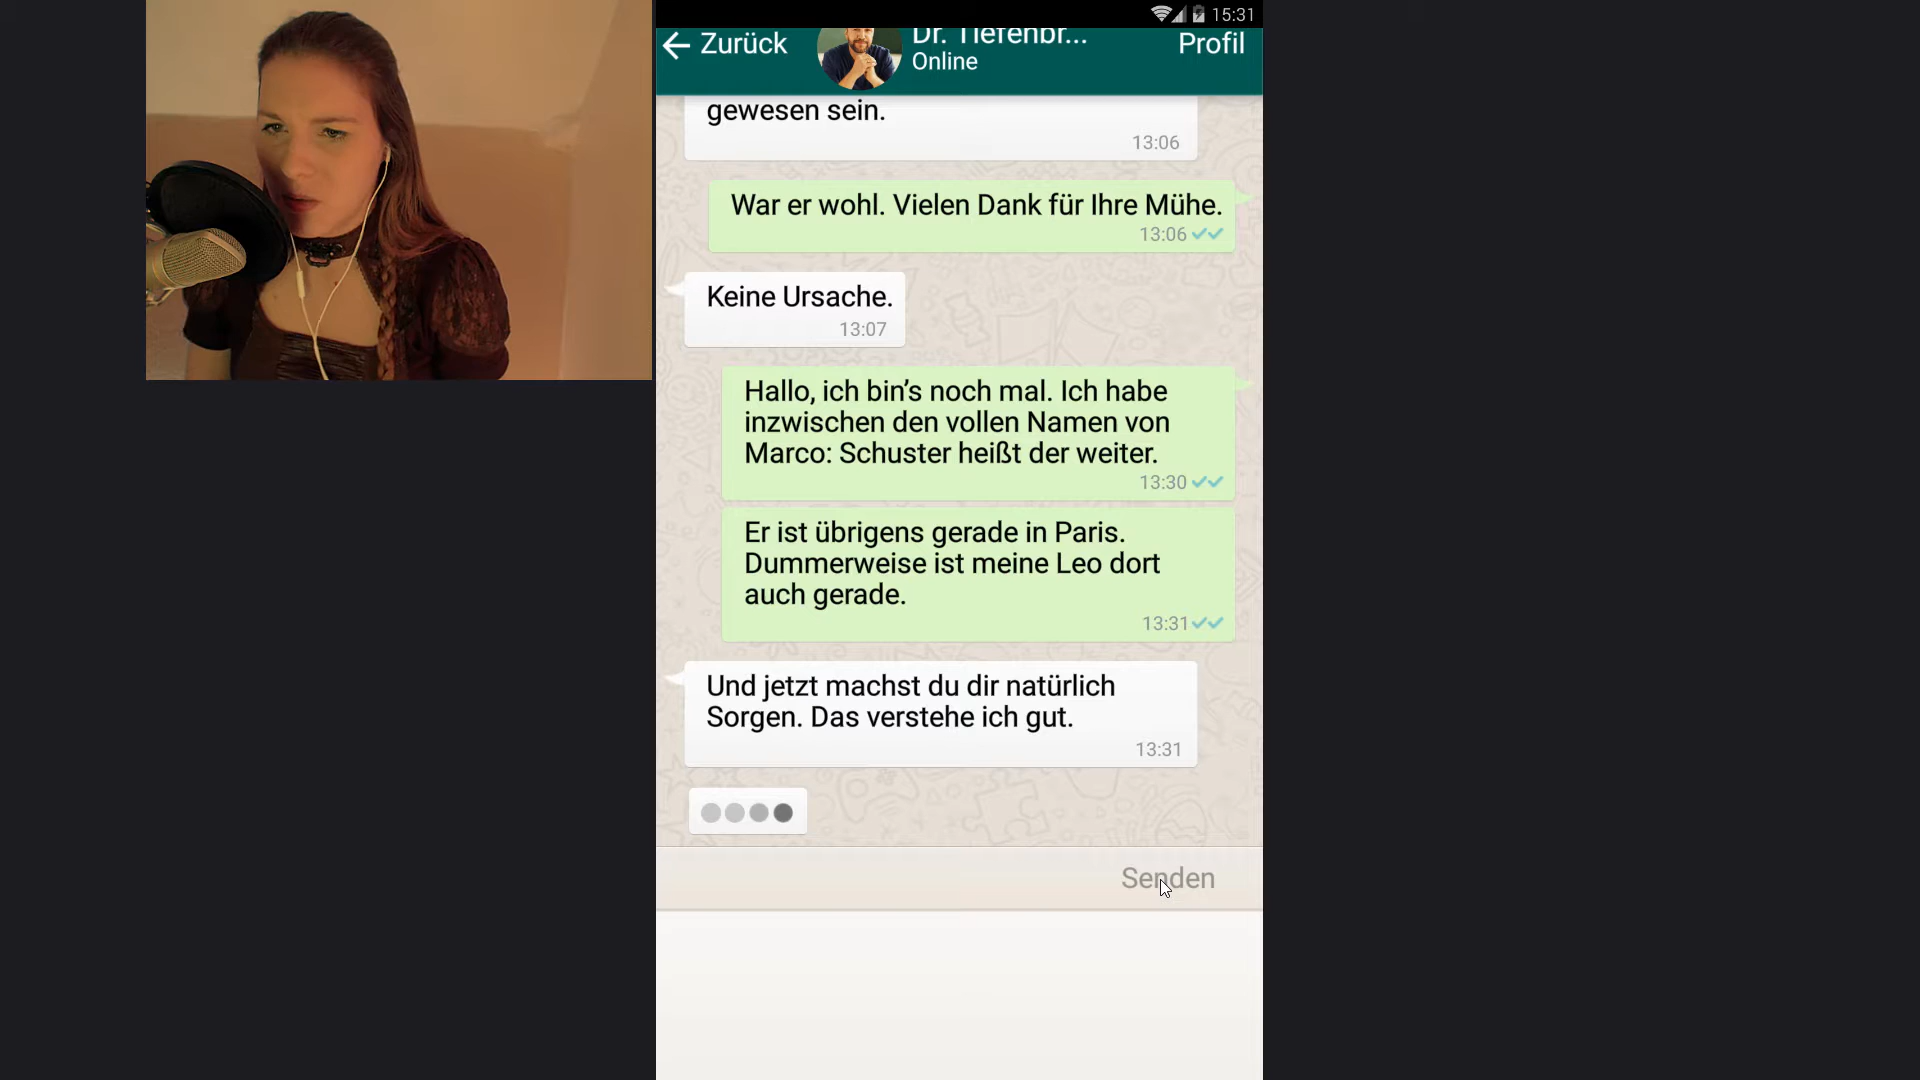 15:31
Zurück
Dr. Tiefenbr...
Online
Profil
gewesen sein.
13:06
War er wohl. Vielen Dank für Ihre Mühe.
13:06
Keine Ursache.
13:07
Hallo, ich bin’s noch mal. Ich habe
inzwischen den vollen Namen von
Marco: Schuster heißt der weiter.
13:30
Er ist übrigens gerade in Paris.
Dummerweise ist meine Leo dort
auch gerade.
13:31
Und jetzt machst du dir natürlich
Sorgen. Das verstehe ich gut.
13:31
Senden